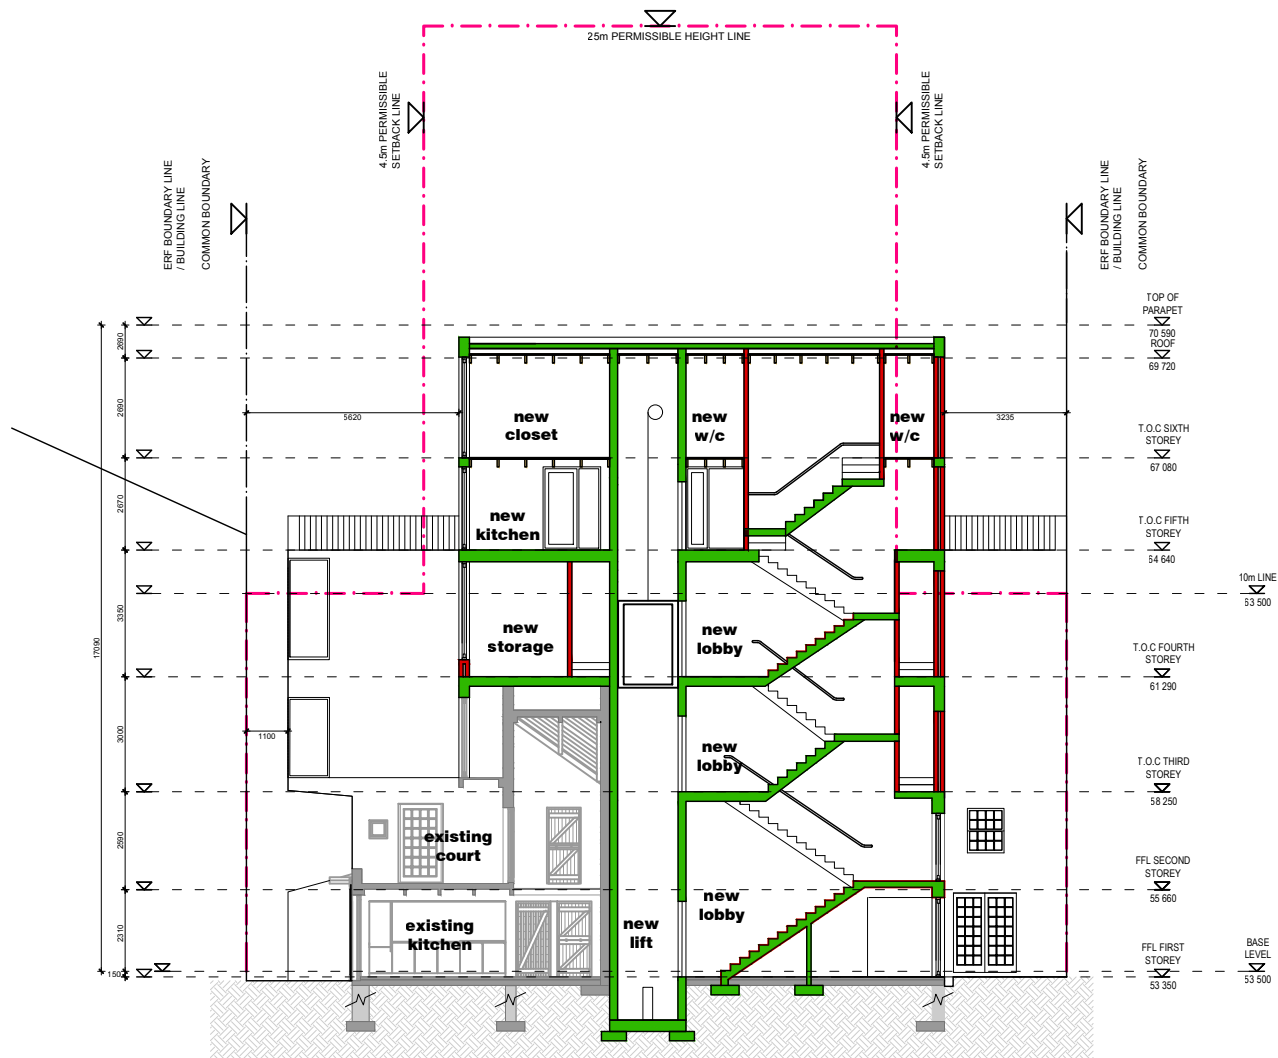 25m PERMISSIBLE HEIGHT LINE
4.5m PERMISSIBLE
SETBACK LINE
4.5m PERMISSIBLE
SETBACK LINE
ERF BOUNDARY LINE
/ BUILDING LINE
COMMON BOUNDARY
ERF BOUNDARY LINE
/ BUILDING LINE
COMMON BOUNDARY
TOP OF
PARAPET
70 590
ROOF
69 720
T.O.C SIXTH
STOREY
67 080
T.O.C FIFTH
STOREY
64 640
10m LINE
63 500
T.O.C FOURTH
STOREY
61 290
T.O.C THIRD
STOREY
58 250
FFL SECOND
STOREY
55 660
FFL FIRST
STOREY
53 350
BASE
LEVEL
53 500
17090
2690
2690
2670
3350
3000
2590
2310
150
5620
3235
1100
new
closet
new
w/c
new
w/c
new
kitchen
new
storage
new
lobby
new
lobby
existing
court
new
lobby
existing
kitchen
new
lift